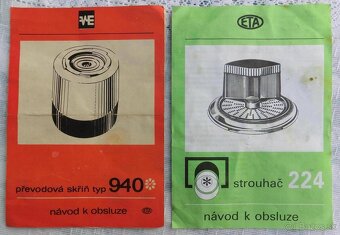 převodová skříň typ 940
návod k obsluze
ETA
strouhač 224
návod k obsluze